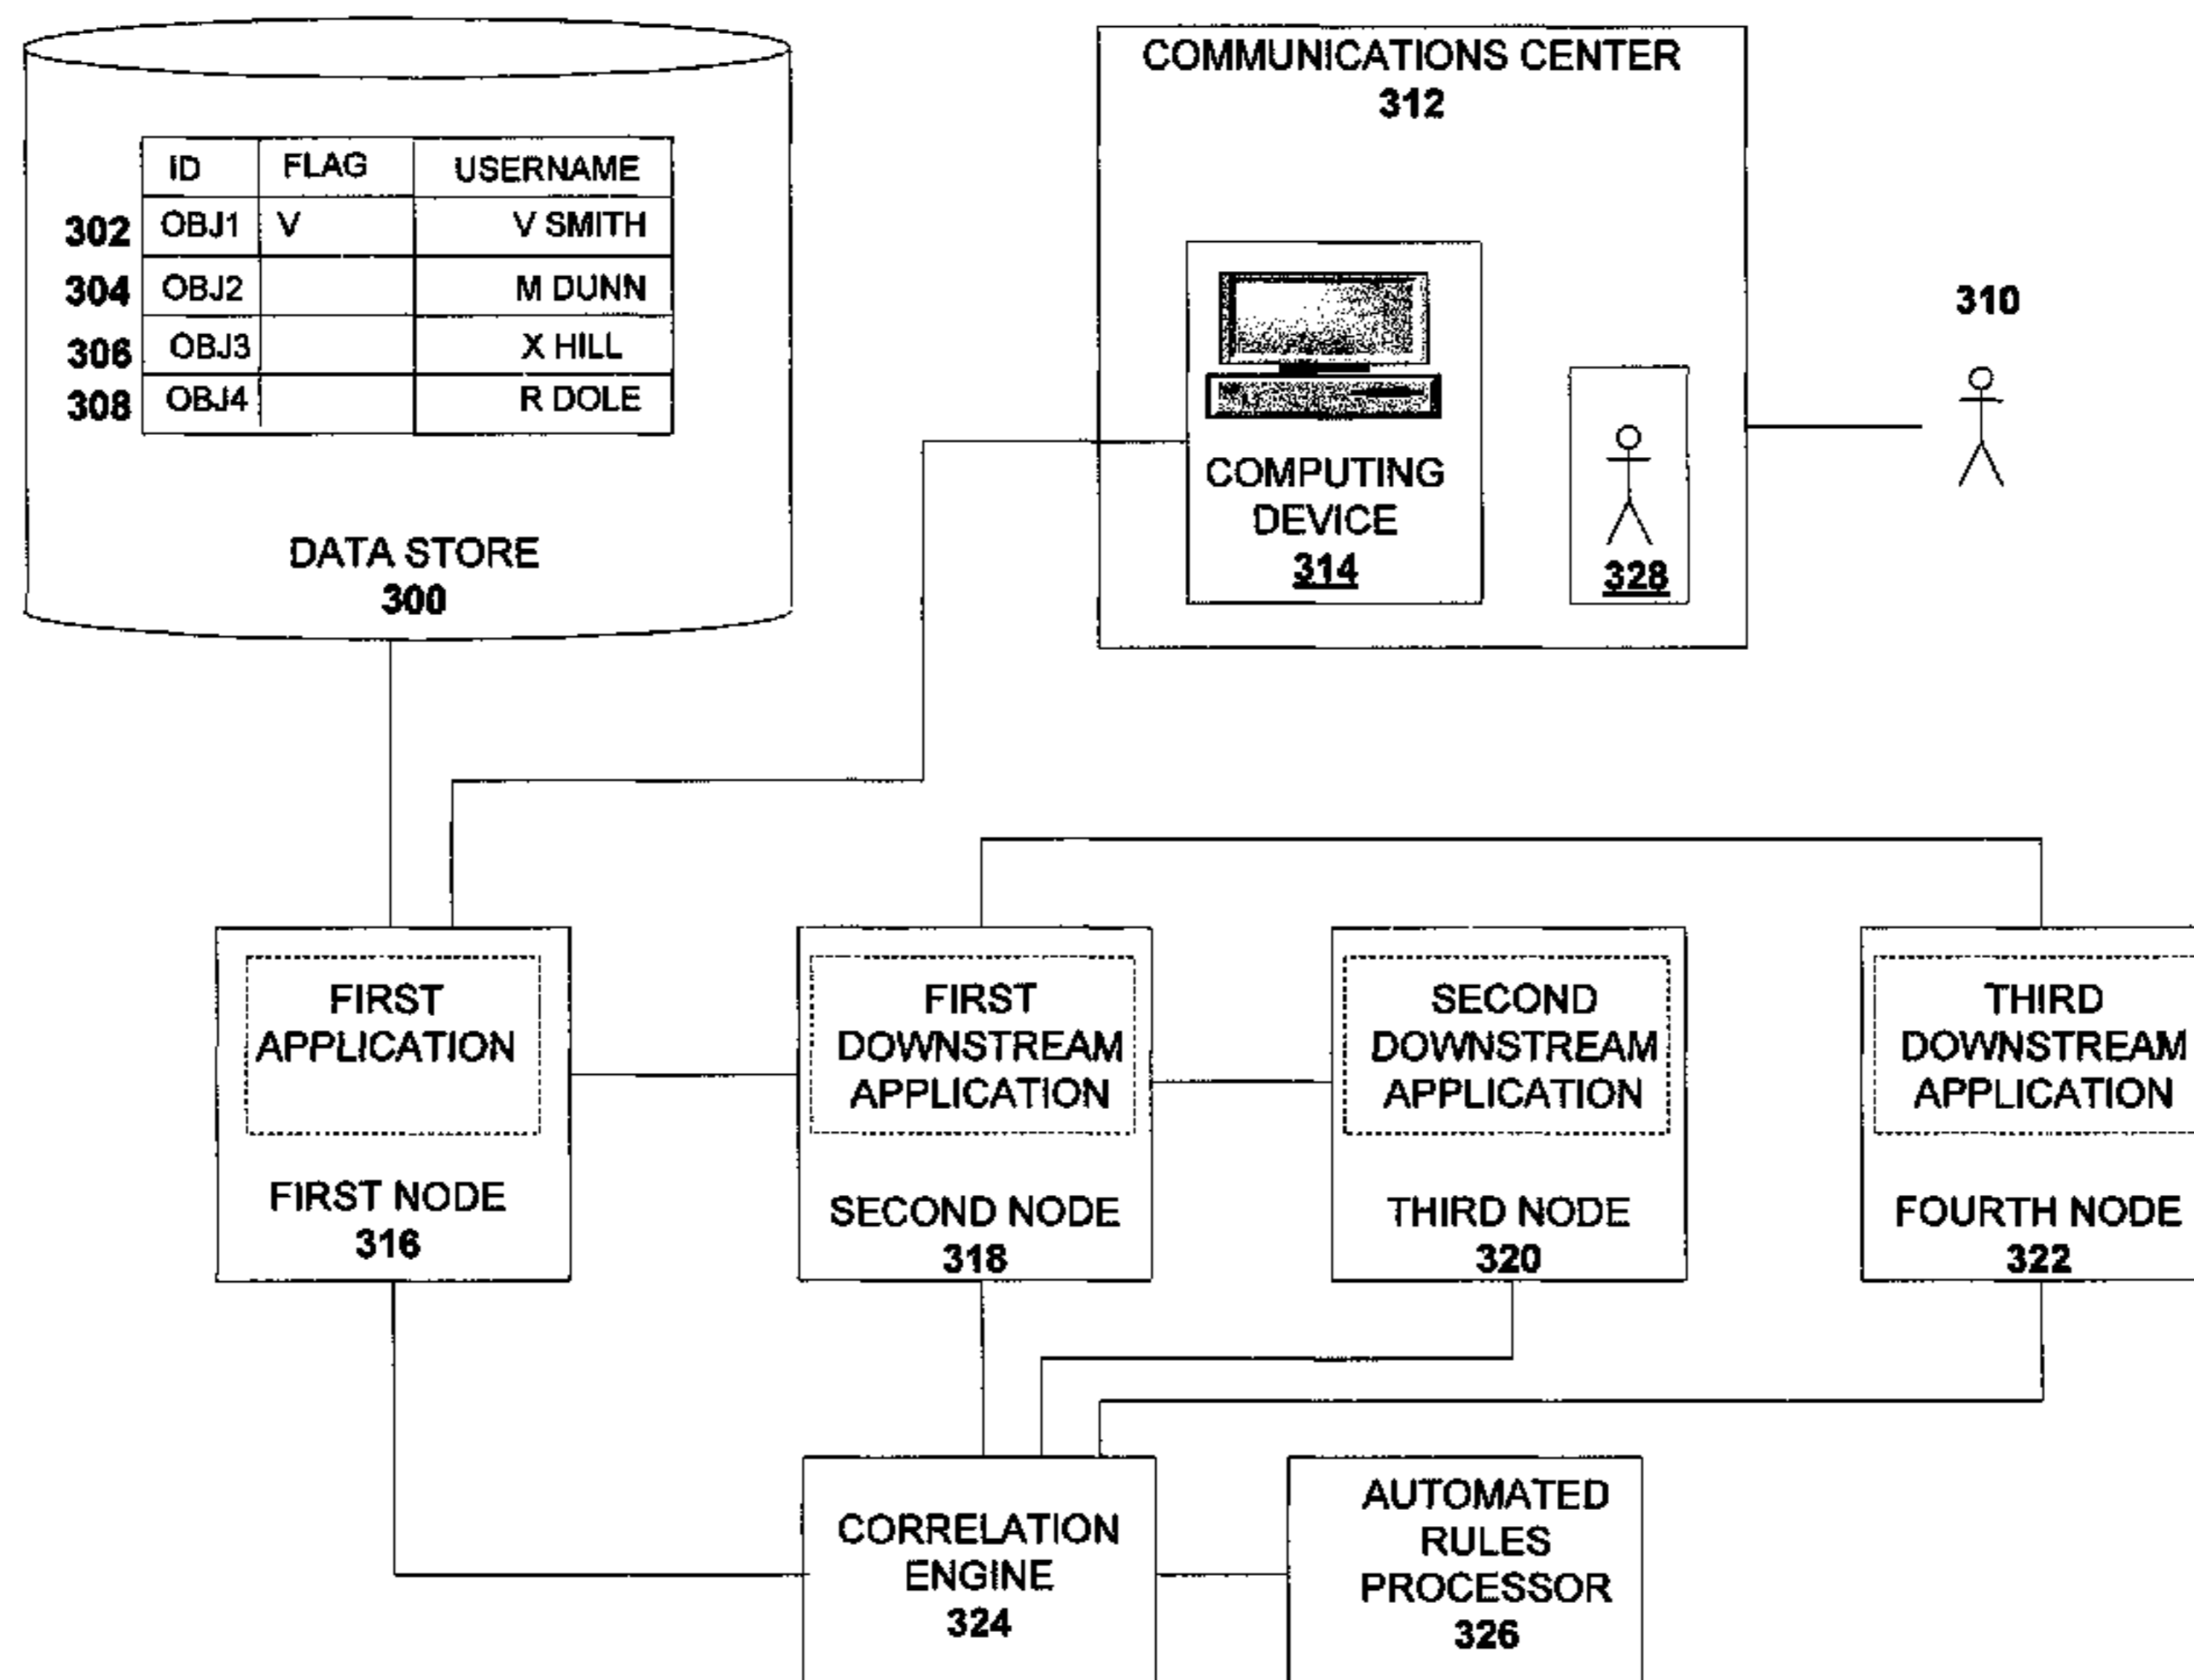 ID FLAG USERNAME
302 OBJ1 V V SMITH
304 OBJ2 M DUNN
306 OBJ3 X HILL
308 OBJ4 R DOLE
DATA STORE
300
COMMUNICATIONS CENTER
312
COMPUTING
DEVICE
314
328
310
FIRST
APPLICATION
FIRST NODE
316
FIRST
DOWNSTREAM
APPLICATION
SECOND NODE
318
SECOND
DOWNSTREAM
APPLICATION
THIRD NODE
320
THIRD
DOWNSTREAM
APPLICATION
FOURTH NODE
322
CORRELATION
ENGINE
324
AUTOMATED
RULES
PROCESSOR
326